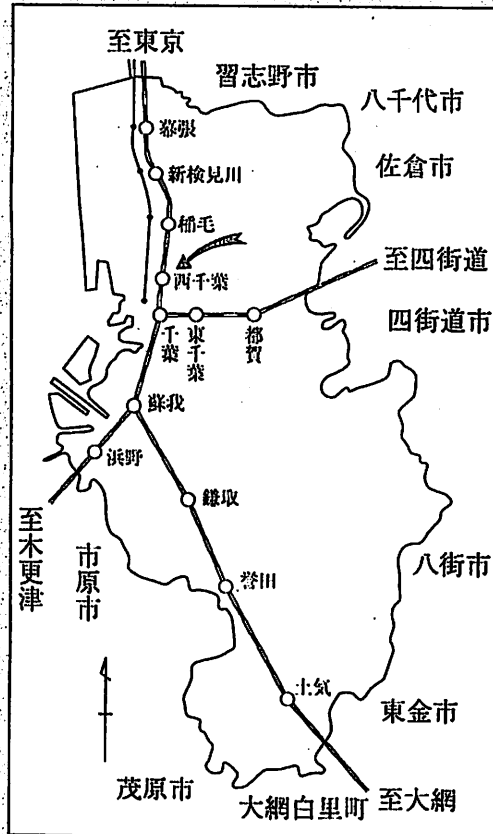 至東京
習志野市
八千代市
幕張
佐倉市
新検見川
稲毛
至四街道
西千葉
四街道市
千葉
東千葉
都賀
蘇我
浜野
鎌取
至木更津
市原市
八街市
誉田
土気
東金市
茂原市
大網白里町
至大網